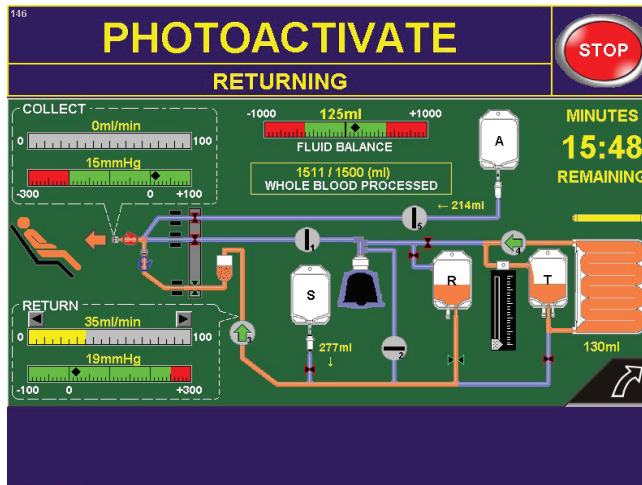 146
PHOTOACTIVATE
RETURNING
STOP
COLLECT
0ml/min
0 100
15mmHg
-300 0 +100
-1000 125ml +1000
FLUID BALANCE
1511 / 1500 (ml)
WHOLE BLOOD PROCESSED
A
MINUTES
15:48
REMAINING
← 214ml
5
1
4
S
R
T
RETURN
35ml/min
0 100
19mmHg
-100 0 +300
3
277ml
↓
2
130ml